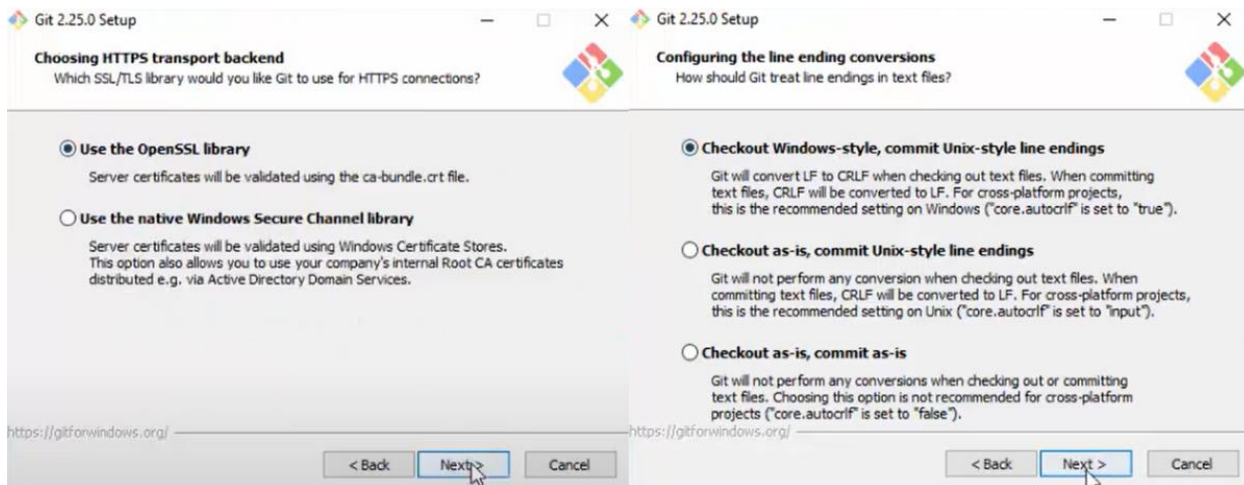 Git 2.25.0 Setup
Choosing HTTPS transport backend
Which SSL/TLS library would you like Git to use for HTTPS connections?
Use the OpenSSL library
Server certificates will be validated using the ca-bundle.crt file.
Use the native Windows Secure Channel library
Server certificates will be validated using Windows Certificate Stores.
This option also allows you to use your company's internal Root CA certificates
distributed e.g. via Active Directory Domain Services.
https://gitforwindows.org/
< Back
Next >
Cancel
Git 2.25.0 Setup
Configuring the line ending conversions
How should Git treat line endings in text files?
Checkout Windows-style, commit Unix-style line endings
Git will convert LF to CRLF when checking out text files. When committing
text files, CRLF will be converted to LF. For cross-platform projects,
this is the recommended setting on Windows ("core.autocrlf" is set to "true").
Checkout as-is, commit Unix-style line endings
Git will not perform any conversion when checking out text files. When
committing text files, CRLF will be converted to LF. For cross-platform projects,
this is the recommended setting on Unix ("core.autocrlf" is set to "input").
Checkout as-is, commit as-is
Git will not perform any conversions when checking out or committing
text files. Choosing this option is not recommended for cross-platform
projects ("core.autocrlf" is set to "false").
https://gitforwindows.org/
< Back
Next >
Cancel